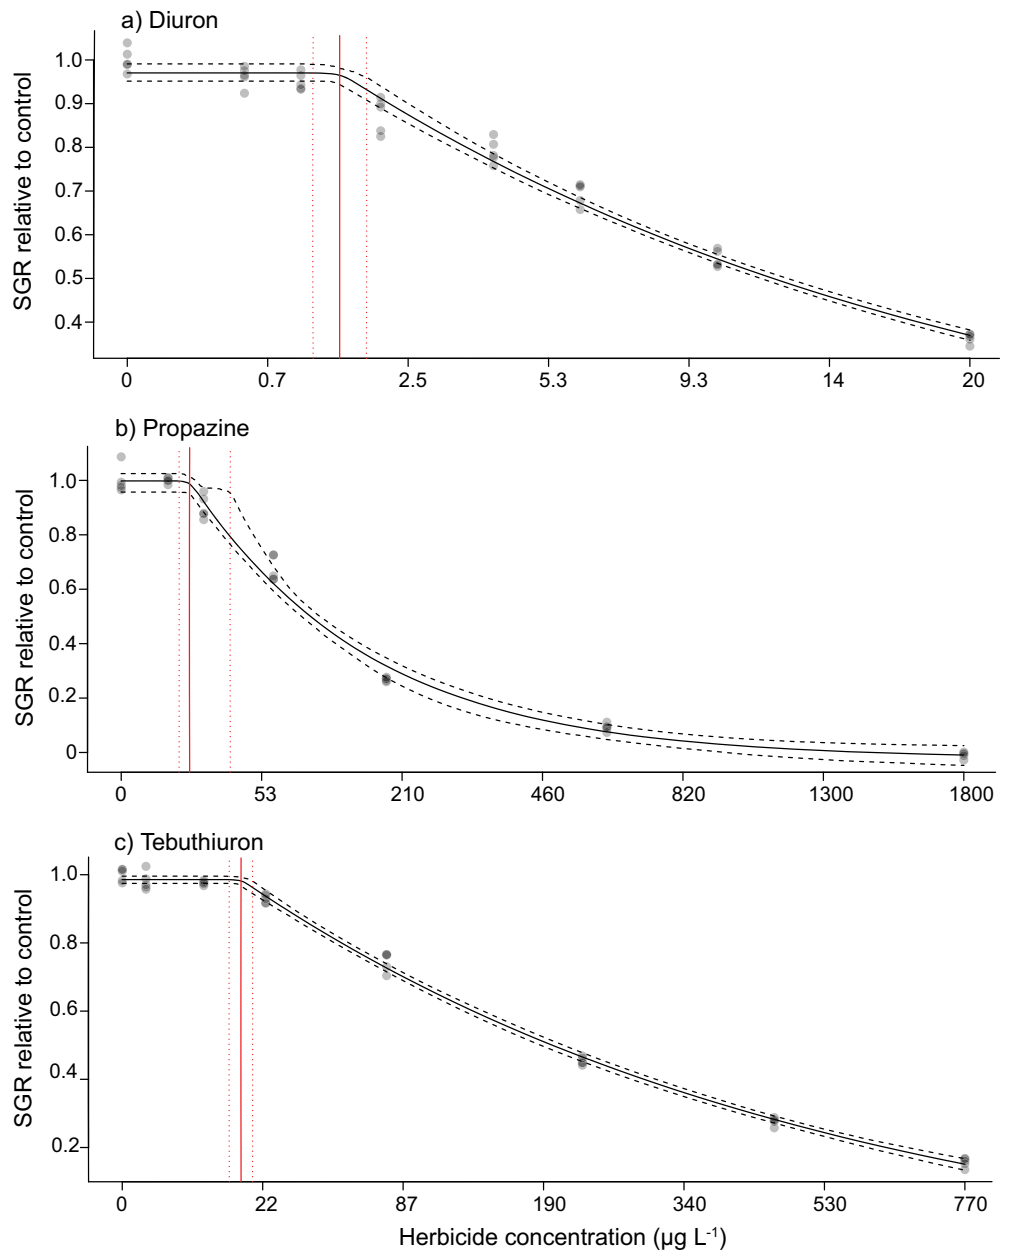 a) Diuron
SGR relative to control
1.0
0.9
0.8
0.7
0.6
0.5
0.4
0 0.7 2.5 5.3 9.3 14 20
b) Propazine
SGR relative to control
1.0
0.8
0.6
0.4
0.2
0
0 53 210 460 820 1300 1800
c) Tebuthiuron
SGR relative to control
1.0
0.8
0.6
0.4
0.2
0 22 87 190 340 530 770
Herbicide concentration (µg L⁻¹)